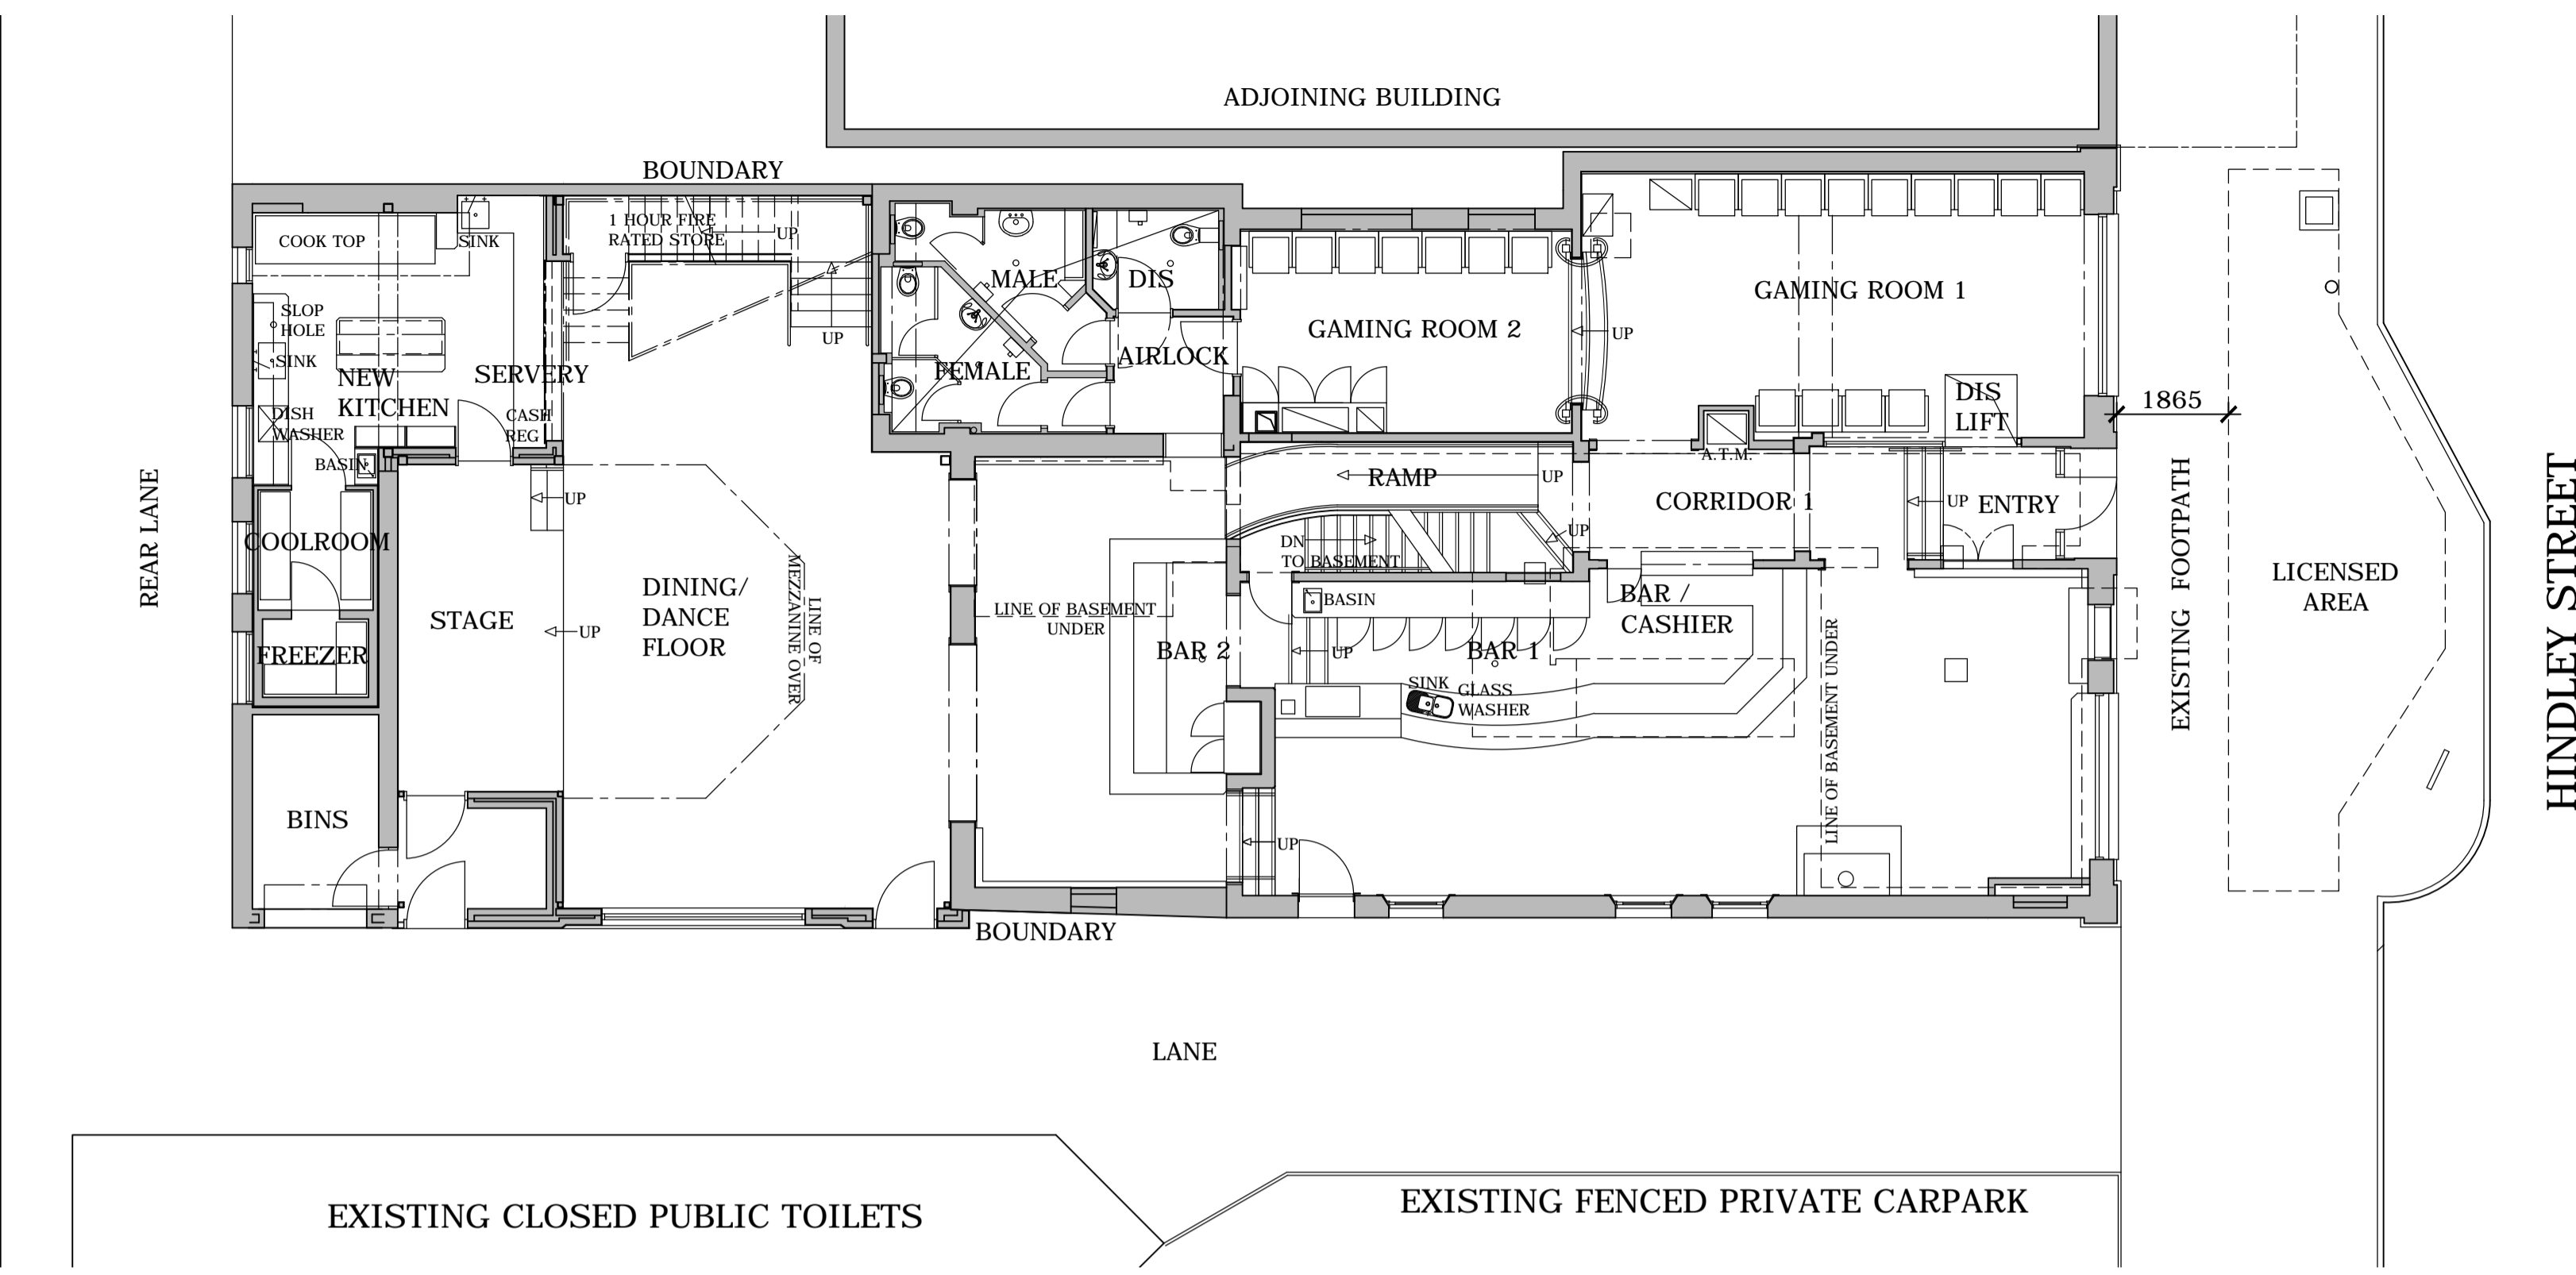 ADJOINING BUILDING
BOUNDARY
1 HOUR FIRE
RATED STORE
UP
UP
COOK TOP
SINK
SLOP
HOLE
SINK
NEW
KITCHEN
SERVERY
DISH
WASHER
CASH
REG
BASIN
MALE
DIS
FEMALE
AIRLOCK
GAMING ROOM 2
UP
GAMING ROOM 1
DIS
LIFT
A.T.M.
1865
REAR LANE
COOLROOM
FREEZER
BINS
STAGE
UP
UP
DINING/
DANCE
FLOOR
LINE OF
MEZZANINE OVER
LINE OF BASEMENT
UNDER
BAR 2
RAMP
UP
UP
DN
TO BASEMENT
CORRIDOR 1
UP
ENTRY
BASIN
BAR /
CASHIER
UP
BAR 1
SINK
GLASS
WASHER
LINE OF BASEMENT UNDER
UP
EXISTING FOOTPATH
LICENSED
AREA
HINDLEY STREET
BOUNDARY
LANE
EXISTING CLOSED PUBLIC TOILETS
EXISTING FENCED PRIVATE CARPARK